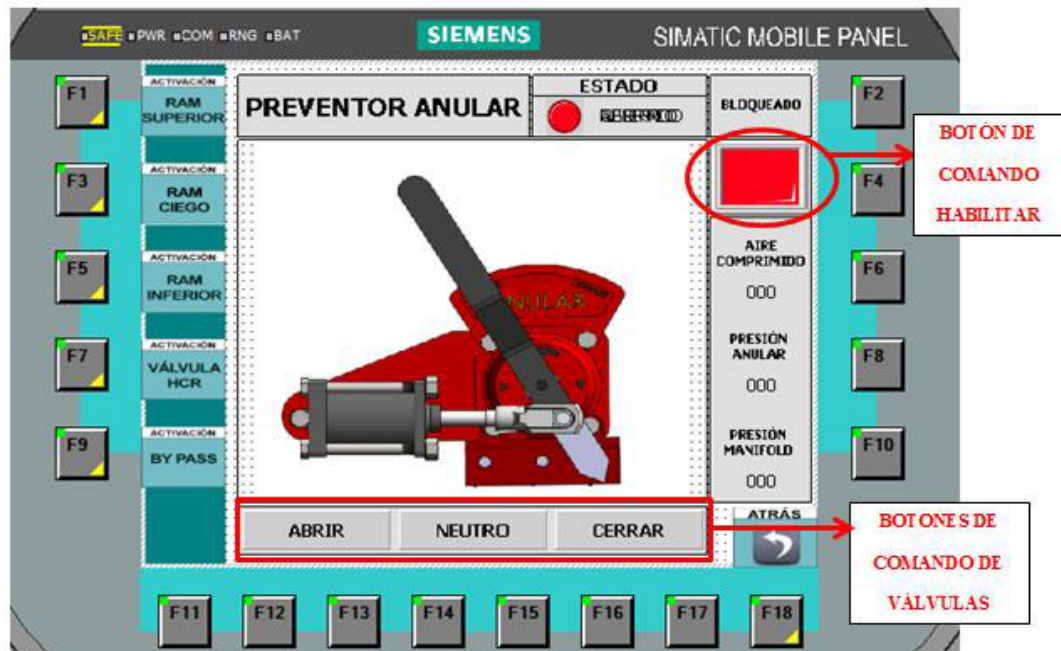 SAFE PWR COM RNG BAT
SIEMENS
SIMATIC MOBILE PANEL
F1
ACTIVACIÓN
RAM
SUPERIOR
PREVENTOR ANULAR
ESTADO
BLOQUEADO
F2
BOTÓN DE
COMANDO
HABILITAR
F3
ACTIVACIÓN
RAM
CIEGO
F4
F5
ACTIVACIÓN
RAM
INFERIOR
ANULAR
AIRE
COMPRIMIDO
000
F6
F7
ACTIVACIÓN
VÁLVULA
HCR
PRESIÓN
ANULAR
000
F8
F9
ACTIVACIÓN
BY PASS
PRESIÓN
MANIFOLD
000
F10
ABRIR
NEUTRO
CERRAR
ATRÁS
BOTONES DE
COMANDO DE
VÁLVULAS
F11
F12
F13
F14
F15
F16
F17
F18